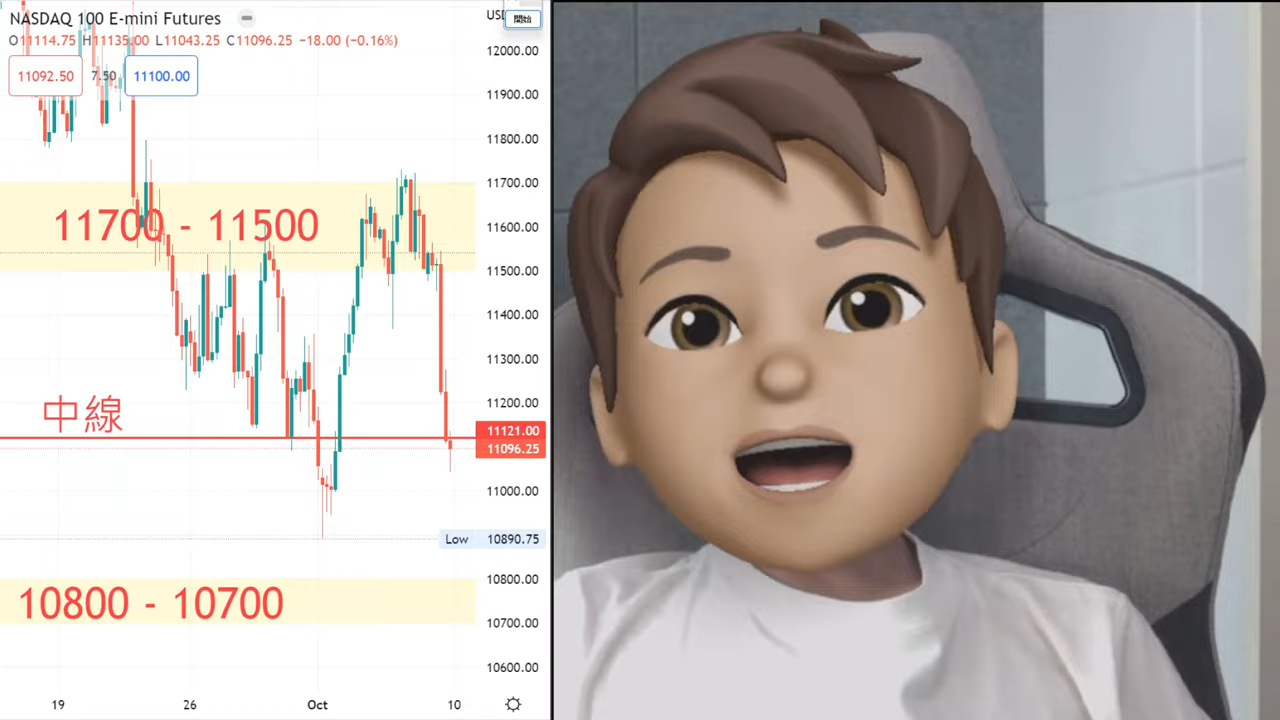 NASDAQ 100 E-mini Futures
USD
開始
O11114.75 H11135.00 L11043.25 C11096.25 −18.00 (−0.16%)
11092.50 7.50 11100.00
12000.00
11900.00
11800.00
11700.00
11700 - 11500
11600.00
11500.00
11400.00
11300.00
中線
11200.00
11121.00
11096.25
11000.00
Low 10890.75
10800 - 10700
10800.00
10700.00
10600.00
19 26 Oct 10